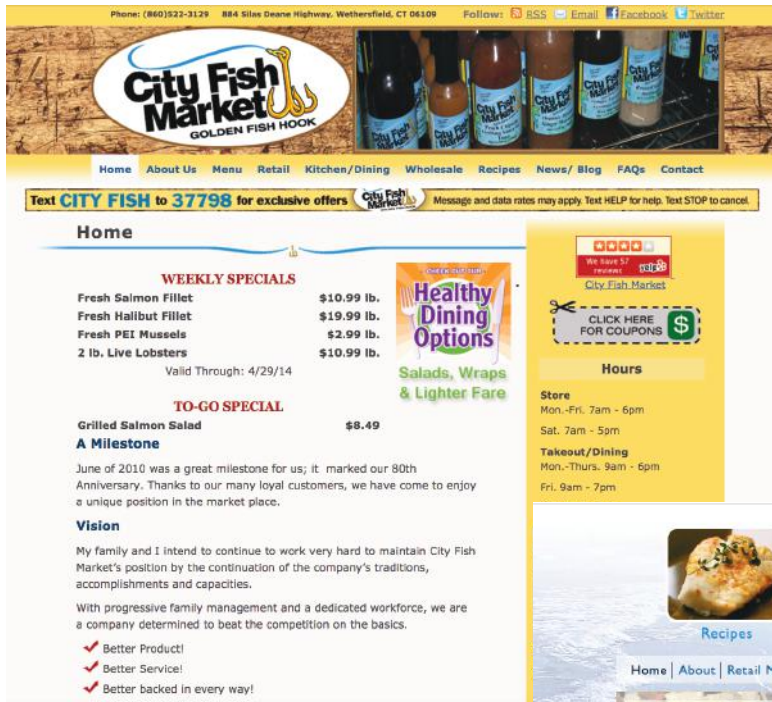 Phone: (860)522-3129 884 Silas Deane Highway, Wethersfield, CT 06109 Follow: RSS Email Facebook Twitter
City Fish
Market
GOLDEN FISH HOOK
City Fish
Market
Home About Us Menu Retail Kitchen/Dining Wholesale Recipes News/ Blog FAQs Contact
Text CITY FISH to 37798 for exclusive offers City Fish Market Message and data rates may apply. Text HELP for help. Text STOP to cancel.
Home
WEEKLY SPECIALS
Fresh Salmon Fillet $10.99 lb.
Fresh Halibut Fillet $19.99 lb.
Fresh PEI Mussels $2.99 lb.
2 lb. Live Lobsters $10.99 lb.
Valid Through: 4/29/14
TO-GO SPECIAL
Grilled Salmon Salad $8.49
CHECK OUT OUR
Healthy
Dining
Options
Salads, Wraps
& Lighter Fare
A Milestone
June of 2010 was a great milestone for us; it marked our 80th
Anniversary. Thanks to our many loyal customers, we have come to enjoy
a unique position in the market place.
Vision
My family and I intend to continue to work very hard to maintain City Fish
Market's position by the continuation of the company's traditions,
accomplishments and capacities.
With progressive family management and a dedicated workforce, we are
a company determined to beat the competition on the basics.
Better Product!
Better Service!
Better backed in every way!
We have 57
reviews yelp
City Fish Market
CLICK HERE
FOR COUPONS $
Hours
Store
Mon.-Fri. 7am - 6pm
Sat. 7am - 5pm
Takeout/Dining
Mon.-Thurs. 9am - 6pm
Fri. 9am - 7pm
Recipes
Home | About | Retail